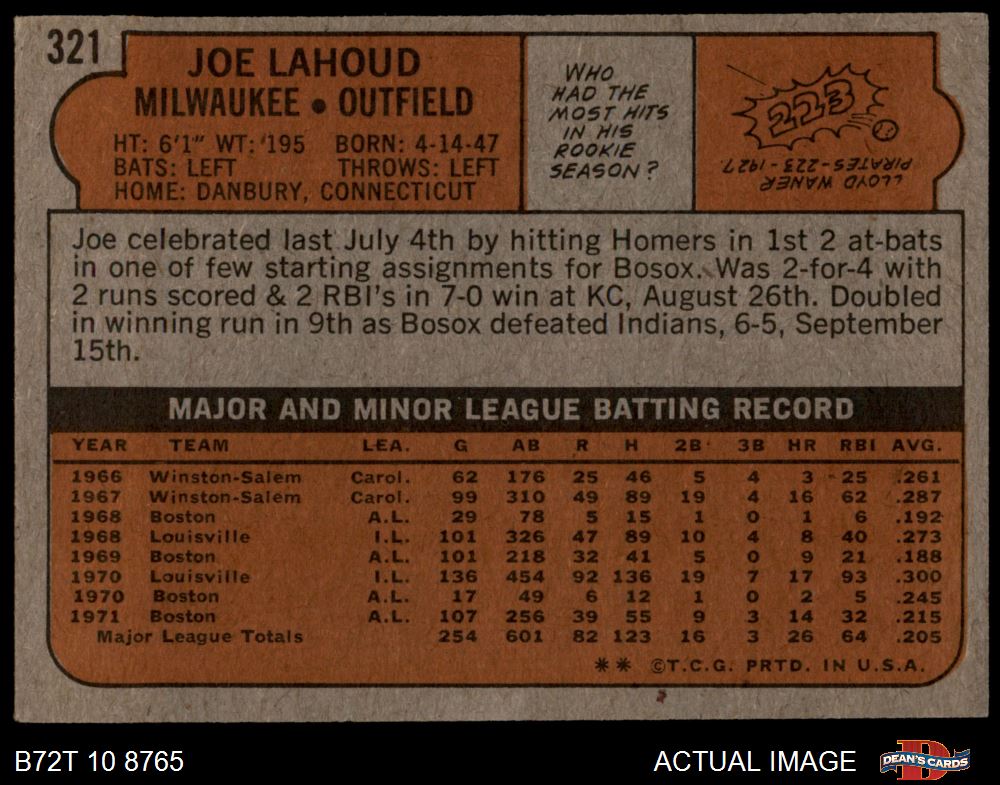 321
JOE LAHOUD
MILWAUKEE • OUTFIELD
HT: 6'1" WT: '195 BORN: 4-14-47
BATS: LEFT THROWS: LEFT
HOME: DANBURY, CONNECTICUT
WHO
HAD THE
MOST HITS
IN HIS
ROOKIE
SEASON?
223
LLOYD WANER
PIRATES-223-1927.
Joe celebrated last July 4th by hitting Homers in 1st 2 at-bats
in one of few starting assignments for Bosox. Was 2-for-4 with
2 runs scored & 2 RBI's in 7-0 win at KC, August 26th. Doubled
in winning run in 9th as Bosox defeated Indians, 6-5, September
15th.
MAJOR AND MINOR LEAGUE BATTING RECORD
YEAR TEAM LEA. G AB R H 2B 3B HR RBI AVG.
1966 Winston-Salem Carol. 62 176 25 46 5 4 3 25 .261
1967 Winston-Salem Carol. 99 310 49 89 19 4 16 62 .287
1968 Boston A.L. 29 78 5 15 1 0 1 6 .192
1968 Louisville I.L. 101 326 47 89 10 4 8 40 .273
1969 Boston A.L. 101 218 32 41 5 0 9 21 .188
1970 Louisville I.L. 136 454 92 136 19 7 17 93 .300
1970 Boston A.L. 17 49 6 12 1 0 2 5 .245
1971 Boston A.L. 107 256 39 55 9 3 14 32 .215
Major League Totals 254 601 82 123 16 3 26 64 .205
** ©T.C.G. PRTD. IN U.S.A.
B72T 10 8765
ACTUAL IMAGE
DEAN'S CARDS